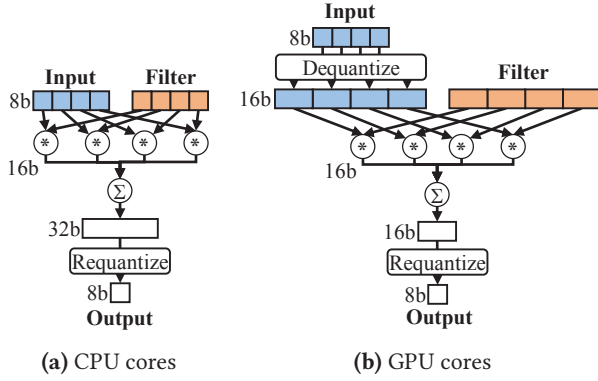 Input Filter
8b
* * * *
16b
Σ
32b
Requantize
8b
Output
(a) CPU cores
Input
8b
Dequantize
Filter
16b
* * * *
16b
Σ
16b
Requantize
8b
Output
(b) GPU cores